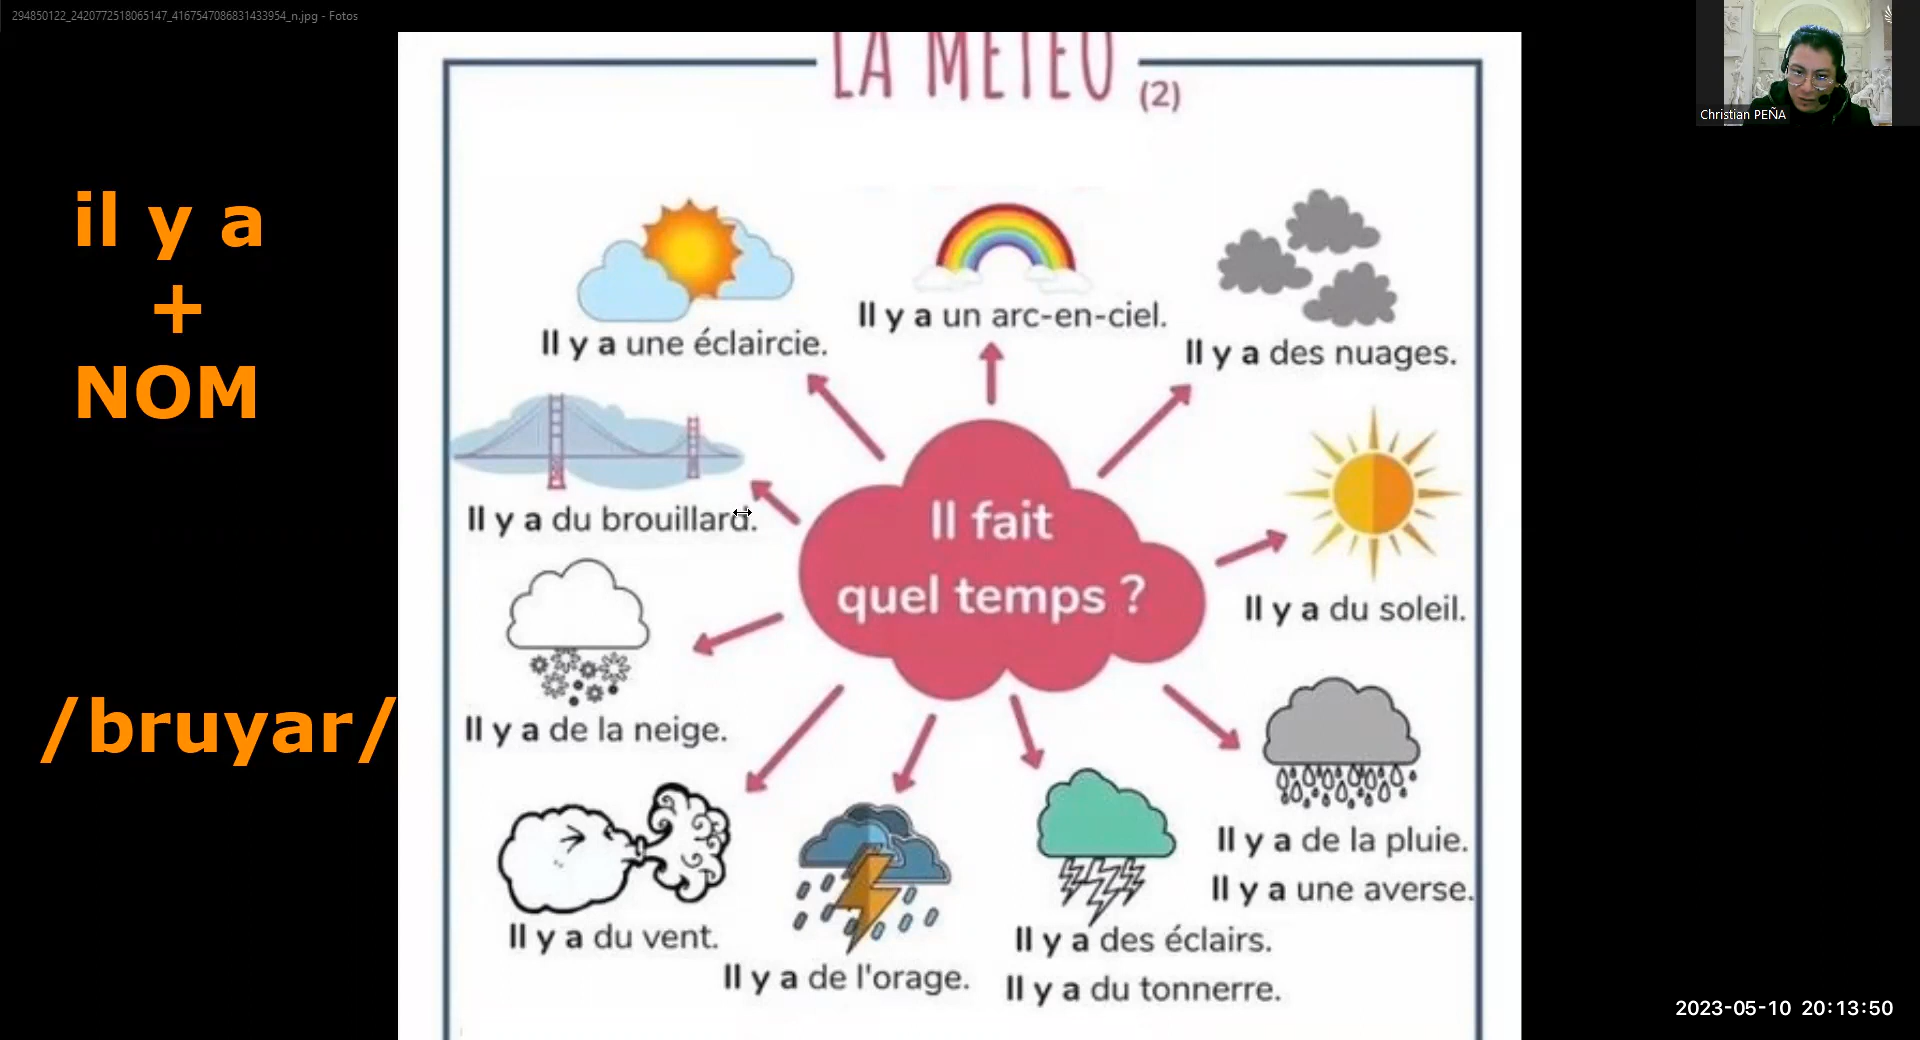 294850122_2420772518065147_4167547086831433954_n.jpg - Fotos
Christian PEÑA
LA MÉTÉO (2)
il y a
+
NOM
/bruyar/
Il y a une éclaircie.
Il y a un arc-en-ciel.
Il y a des nuages.
Il y a du brouillard.
Il fait
quel temps ?
Il y a du soleil.
Il y a de la neige.
Il y a de la pluie.
Il y a une averse.
Il y a du vent.
Il y a de l'orage.
Il y a des éclairs.
Il y a du tonnerre.
2023-05-10 20:13:50